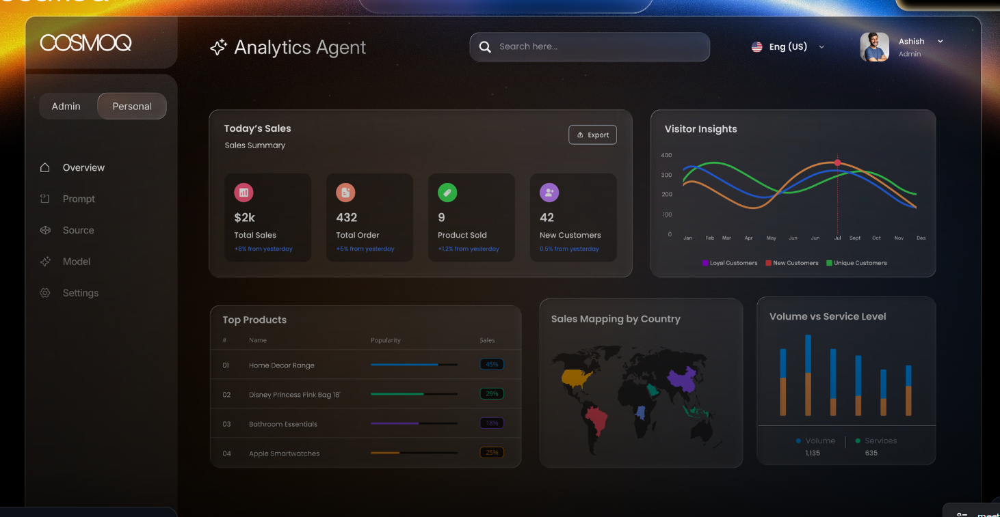 COSMOQ
Analytics Agent
Search here...
Eng (US)
Ashish
Admin
Admin
Personal
Overview
Prompt
Source
Model
Settings
Today's Sales
Sales Summary
Export
$2k
Total Sales
+8% from yesterday
432
Total Order
+5% from yesterday
9
Product Sold
+1,2% from yesterday
42
New Customers
0,5% from yesterday
Visitor Insights
400
300
200
100
0
Jan Feb Mar Apr May Jun Jun Jul Sept Oct Nov Des
Loyal Customers New Customers Unique Customers
Top Products
# Name Popularity Sales
01 Home Decor Range 45%
02 Disney Princess Pink Bag 18' 29%
03 Bathroom Essentials 18%
04 Apple Smartwatches 25%
Sales Mapping by Country
Volume vs Service Level
Volume Services
1,135 635